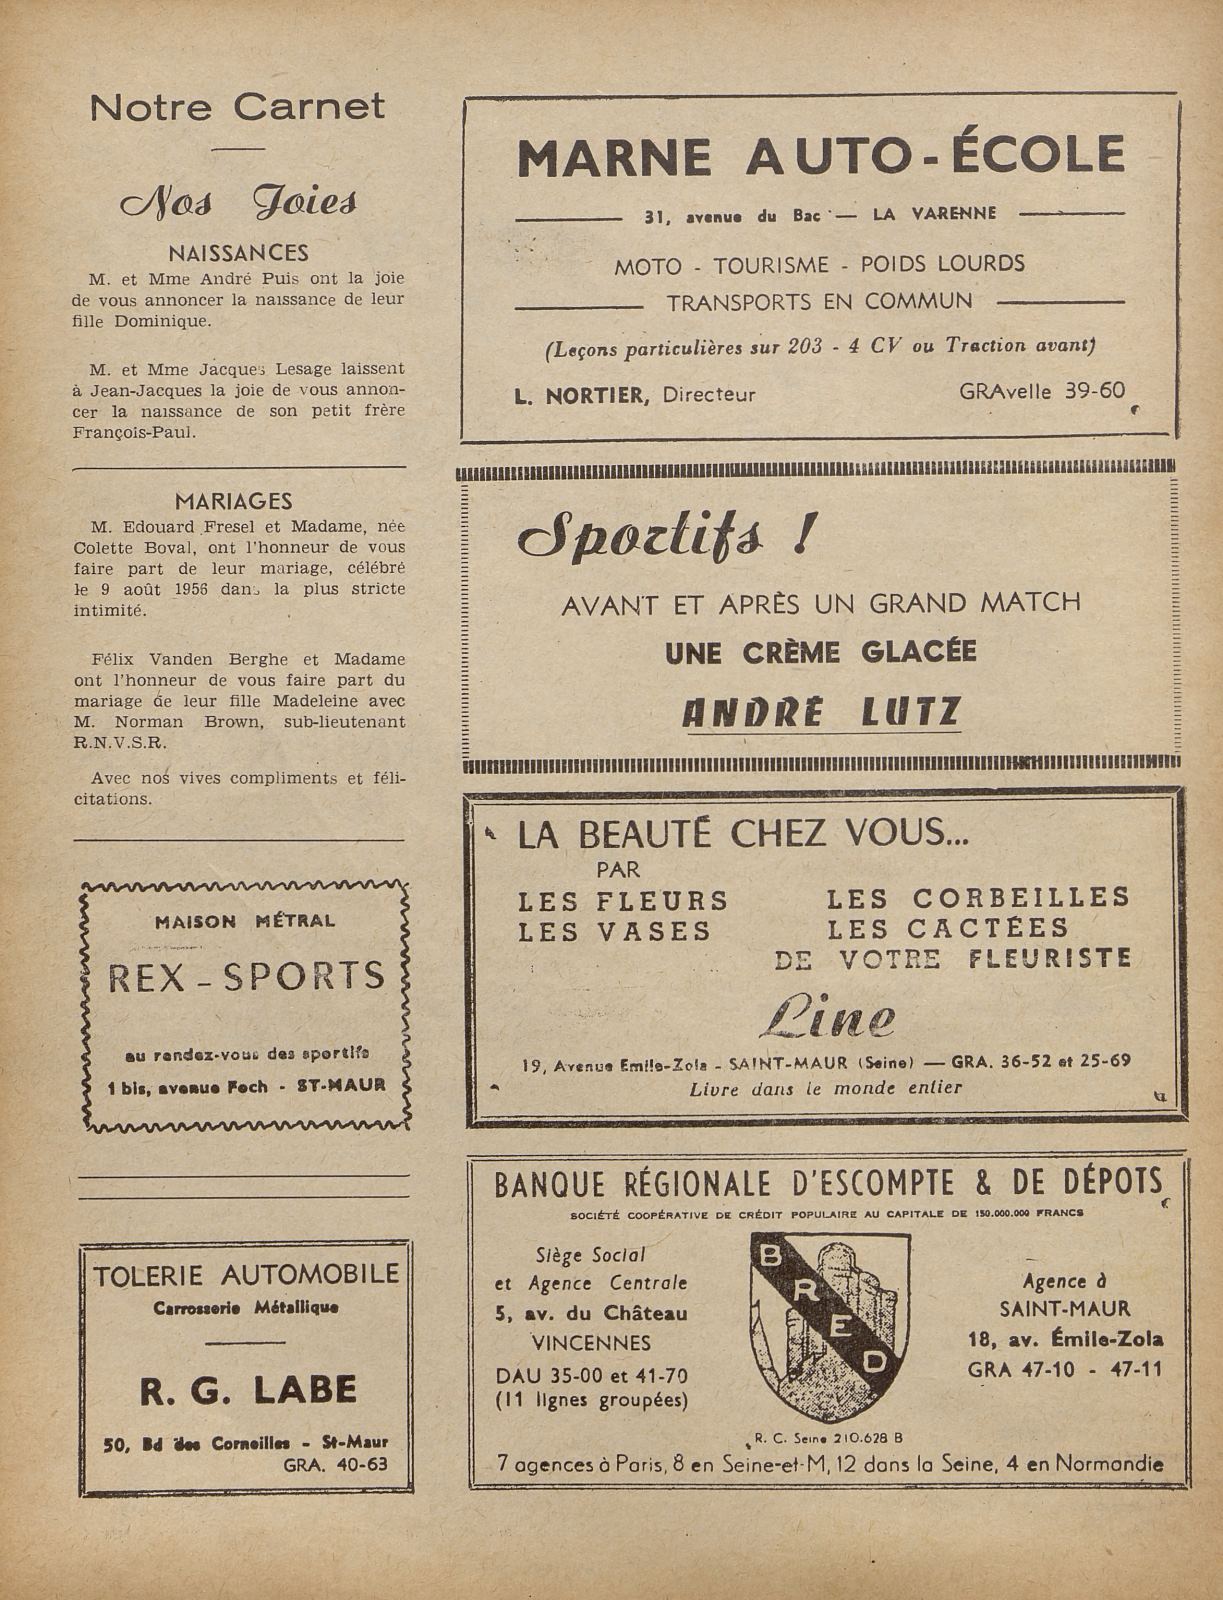 Notre Carnet
Nos Joies
NAISSANCES
M. et Mme André Puis ont la joie
de vous annoncer la naissance de leur
fille Dominique.
M. et Mme Jacques Lesage laissent
à Jean-Jacques la joie de vous annon-
cer la naissance de son petit frère
François-Paul.
MARIAGES
M. Edouard Fresel et Madame, née
Colette Boval, ont l'honneur de vous
faire part de leur mariage, célébré
le 9 août 1956 dans la plus stricte
intimité.
Félix Vanden Berghe et Madame
ont l'honneur de vous faire part du
mariage de leur fille Madeleine avec
M. Norman Brown, sub-lieutenant
R.N.V.S.R.
Avec nos vives compliments et féli-
citations.
MAISON MÉTRAL
REX - SPORTS
au rendez-vous des sportifs
1 bis, avenue Foch - ST-MAUR
TOLERIE AUTOMOBILE
Carrosserie Métallique
R. G. LABE
50, Bd des Corneilles - St-Maur
GRA. 40-63
MARNE AUTO-ÉCOLE
31, avenue du Bac — LA VARENNE
MOTO - TOURISME - POIDS LOURDS
TRANSPORTS EN COMMUN
(Leçons particulières sur 203 - 4 CV ou Traction avant)
L. NORTIER, Directeur GRAvelle 39-60
Sportifs !
AVANT ET APRÈS UN GRAND MATCH
UNE CRÈME GLACÉE
ANDRÉ LUTZ
LA BEAUTÉ CHEZ VOUS...
PAR
LES FLEURS LES CORBEILLES
LES VASES LES CACTÉES
DE VOTRE FLEURISTE
Line
19, Avenue Emile-Zola - SAINT-MAUR (Seine) — GRA. 36-52 et 25-69
Livre dans le monde entier
BANQUE RÉGIONALE D'ESCOMPTE & DE DÉPOTS
SOCIÉTÉ COOPÉRATIVE DE CRÉDIT POPULAIRE AU CAPITALE DE 150.000.000 FRANCS
Siège Social
et Agence Centrale
5, av. du Château
VINCENNES
DAU 35-00 et 41-70
(11 lignes groupées)
BRED
Agence à
SAINT-MAUR
18, av. Émile-Zola
GRA 47-10 - 47-11
R. C. Seine 210.628 B
7 agences à Paris, 8 en Seine-et-M, 12 dans la Seine, 4 en Normandie